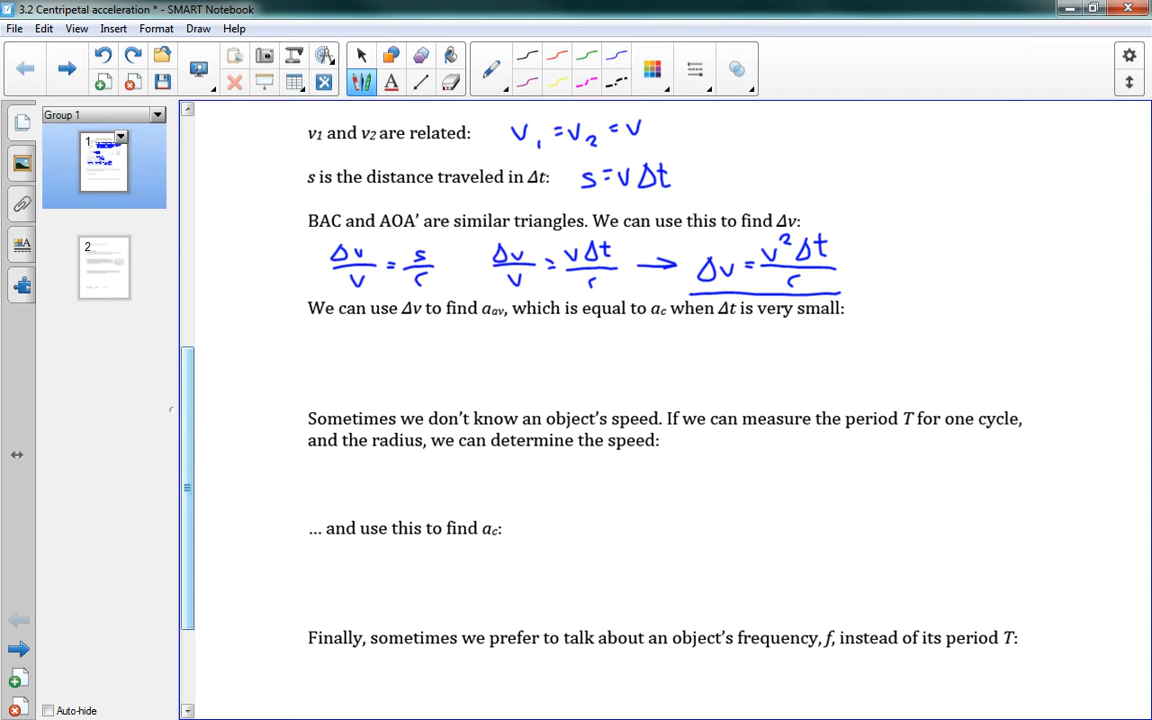 3.2 Centripetal acceleration * - SMART Notebook
File Edit View Insert Format Draw Help
Group 1
1
2
v₁ and v₂ are related: v₁ = v₂ = v
s is the distance traveled in Δt: s = v Δt
BAC and AOA’ are similar triangles. We can use this to find Δv:
Δv/v = s/r Δv/v = vΔt/r → Δv = v²Δt/r
We can use Δv to find aav, which is equal to ac when Δt is very small:
Sometimes we don’t know an object’s speed. If we can measure the period T for one cycle,
and the radius, we can determine the speed:
... and use this to find ac:
Finally, sometimes we prefer to talk about an object’s frequency, f, instead of its period T:
Auto-hide